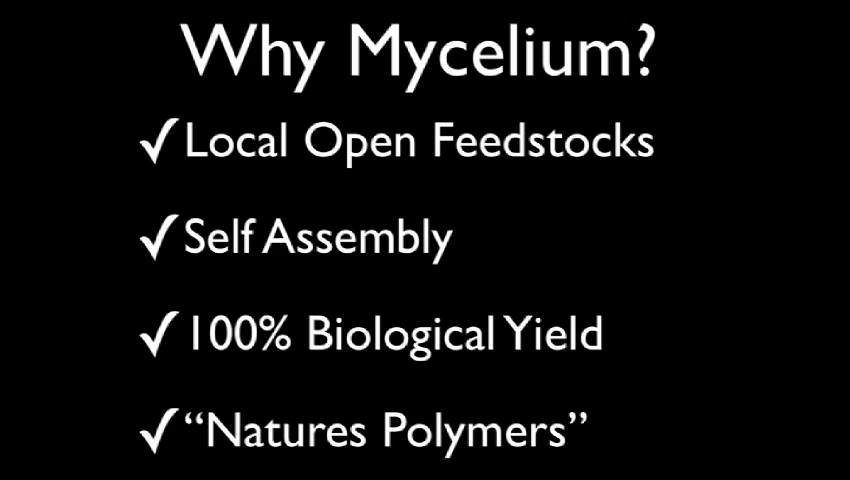 Why Mycelium?
✓Local Open Feedstocks
✓Self Assembly
✓100% Biological Yield
✓“Natures Polymers”